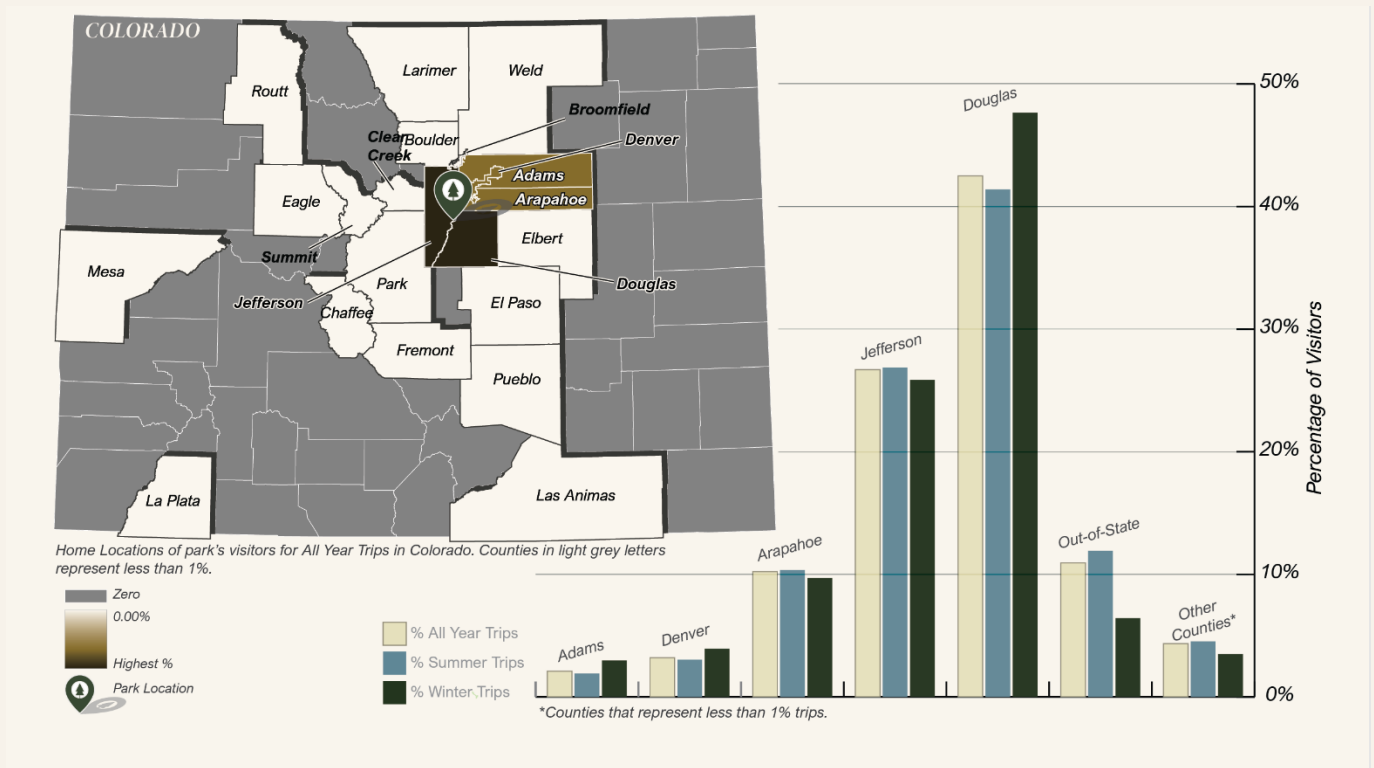 COLORADO
Routt
Larimer
Weld
Broomfield
Clear
Creek
Boulder
Denver
Adams
Arapahoe
Eagle
Elbert
Summit
Mesa
Park
Douglas
Jefferson
El Paso
Chaffee
Fremont
Pueblo
La Plata
Las Animas
Home Locations of park's visitors for All Year Trips in Colorado. Counties in light grey letters
represent less than 1%.
Zero
0.00%
Highest %
Park Location
% All Year Trips
% Summer Trips
% Winter Trips
Adams
Denver
Arapahoe
Jefferson
Douglas
Out-of-State
Other
Counties*
50%
40%
30%
20%
10%
0%
Percentage of Visitors
*Counties that represent less than 1% trips.